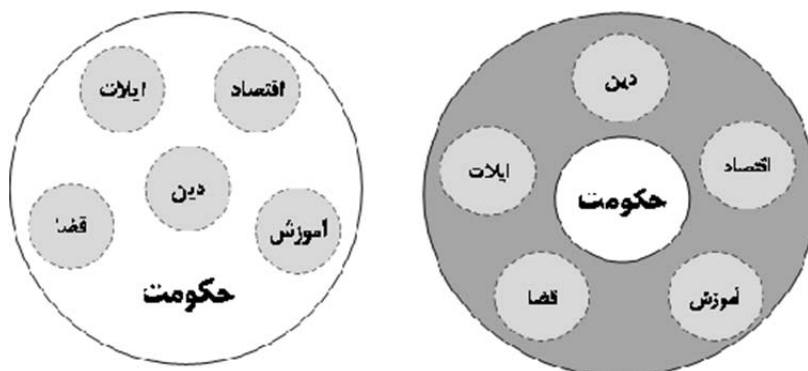 دین
اقتصاد
ایلات
حکومت
آموزش
قضا
اقتصاد
ایلات
دین
آموزش
قضا
حکومت